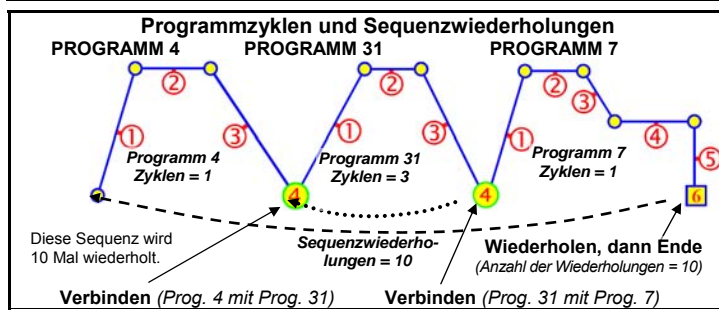 Programmzyklen und Sequenzwiederholungen
PROGRAMM 4 PROGRAMM 31 PROGRAMM 7
2 2 2
1 3 1 3 1 3 4 5
Programm 4
Zyklen = 1
Programm 31
Zyklen = 3
Programm 7
Zyklen = 1
4 4 6
Diese Sequenz wird
10 Mal wiederholt.
Sequenzwiederho-
lungen = 10
Wiederholen, dann Ende
(Anzahl der Wiederholungen = 10)
Verbinden (Prog. 4 mit Prog. 31) Verbinden (Prog. 31 mit Prog. 7)